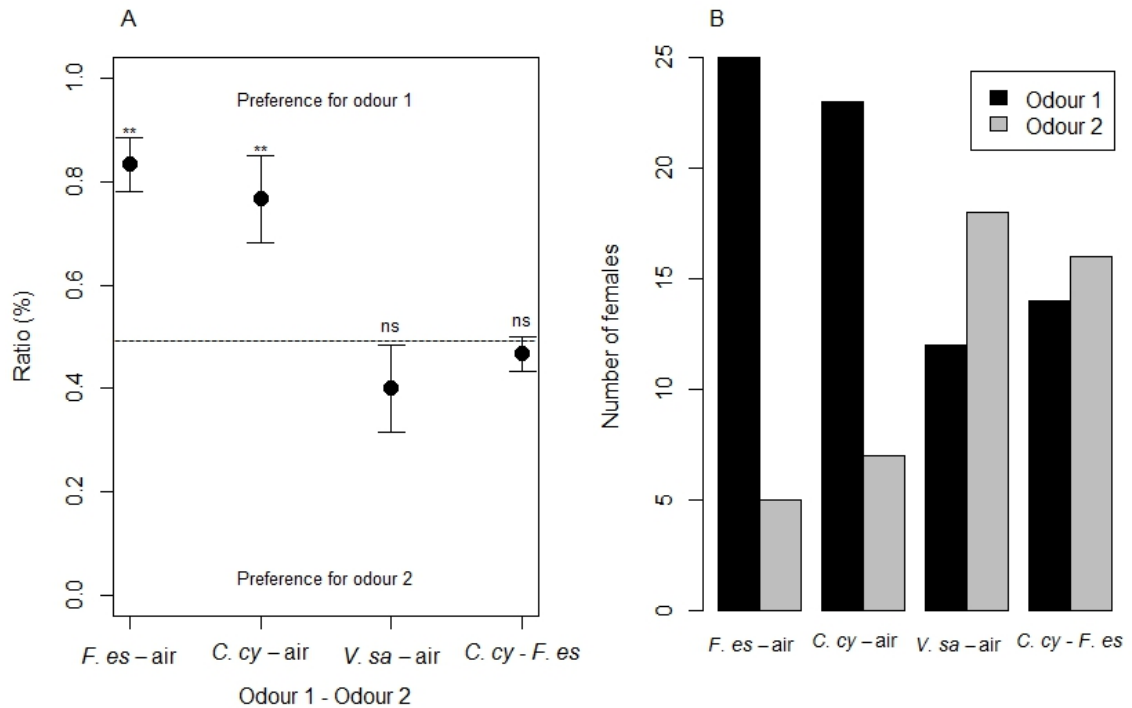 A
Preference for odour 1
**
**
ns
ns
Preference for odour 2
Ratio (%)
1.0
0.8
0.6
0.4
0.2
0.0
F. es – air
C. cy – air
V. sa – air
C. cy - F. es
Odour 1 - Odour 2
B
Odour 1
Odour 2
Number of females
25
20
15
10
5
0
F. es – air
C. cy – air
V. sa – air
C. cy - F. es